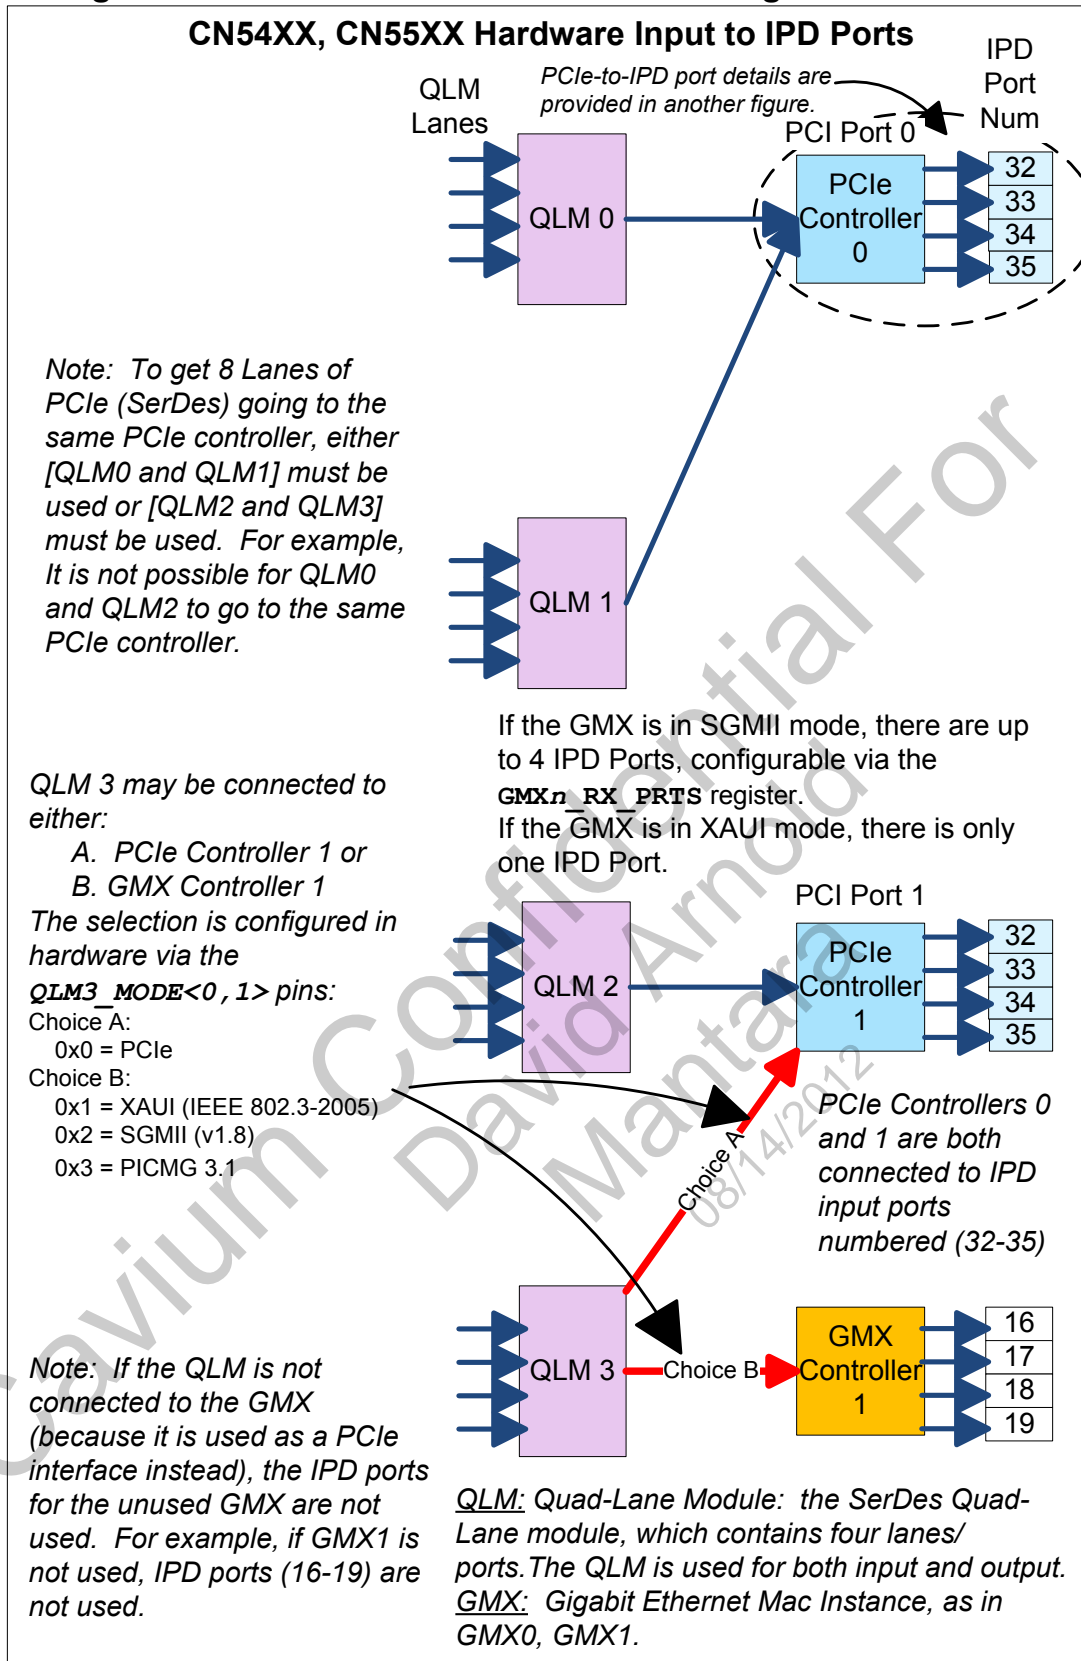 CN54XX, CN55XX Hardware Input to IPD Ports
IPD
Port
Num
QLM
Lanes
PCIe-to-IPD port details are
provided in another figure.
PCI Port 0
QLM 0
PCIe
Controller
0
32
33
34
35
Note: To get 8 Lanes of
PCIe (SerDes) going to the
same PCIe controller, either
[QLM0 and QLM1] must be
used or [QLM2 and QLM3]
must be used. For example,
It is not possible for QLM0
and QLM2 to go to the same
PCIe controller.
QLM 1
If the GMX is in SGMII mode, there are up
to 4 IPD Ports, configurable via the
GMXn_RX_PRTS register.
If the GMX is in XAUI mode, there is only
one IPD Port.
QLM 3 may be connected to
either:
A. PCIe Controller 1 or
B. GMX Controller 1
The selection is configured in
hardware via the
QLM3_MODE<0,1> pins:
Choice A:
0x0 = PCIe
Choice B:
0x1 = XAUI (IEEE 802.3-2005)
0x2 = SGMII (v1.8)
0x3 = PICMG 3.1
PCI Port 1
QLM 2
PCIe
Controller
1
32
33
34
35
Choice A
PCIe Controllers 0
and 1 are both
connected to IPD
input ports
numbered (32-35)
QLM 3
Choice B
GMX
Controller
1
16
17
18
19
Note: If the QLM is not
connected to the GMX
(because it is used as a PCIe
interface instead), the IPD ports
for the unused GMX are not
used. For example, if GMX1 is
not used, IPD ports (16-19) are
not used.
QLM: Quad-Lane Module: the SerDes Quad-
Lane module, which contains four lanes/
ports.The QLM is used for both input and output.
GMX: Gigabit Ethernet Mac Instance, as in
GMX0, GMX1.
Cavium Confidential For
David Arnold
Mantara
08/14/2012